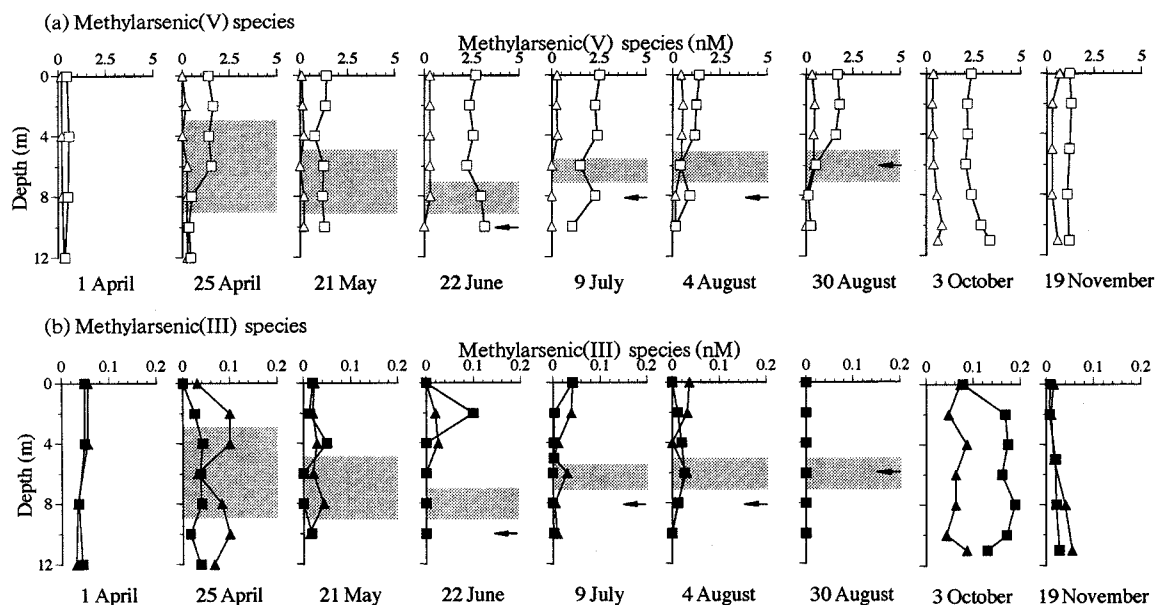 (a) Methylarsenic(V) species
Methylarsenic(V) species (nM)
0 2.5 5 0 2.5 5 0 2.5 5 0 2.5 5 0 2.5 5 0 2.5 5 0 2.5 5 0 2.5 5 0 2.5 5
0
4
8
12
Depth (m)
1 April 25 April 21 May 22 June 9 July 4 August 30 August 3 October 19 November
(b) Methylarsenic(III) species
Methylarsenic(III) species (nM)
0 0.1 0.2 0 0.1 0.2 0 0.1 0.2 0 0.1 0.2 0 0.1 0.2 0 0.1 0.2 0 0.1 0.2 0 0.1 0.2 0 0.1 0.2
0
4
8
12
Depth (m)
1 April 25 April 21 May 22 June 9 July 4 August 30 August 3 October 19 November